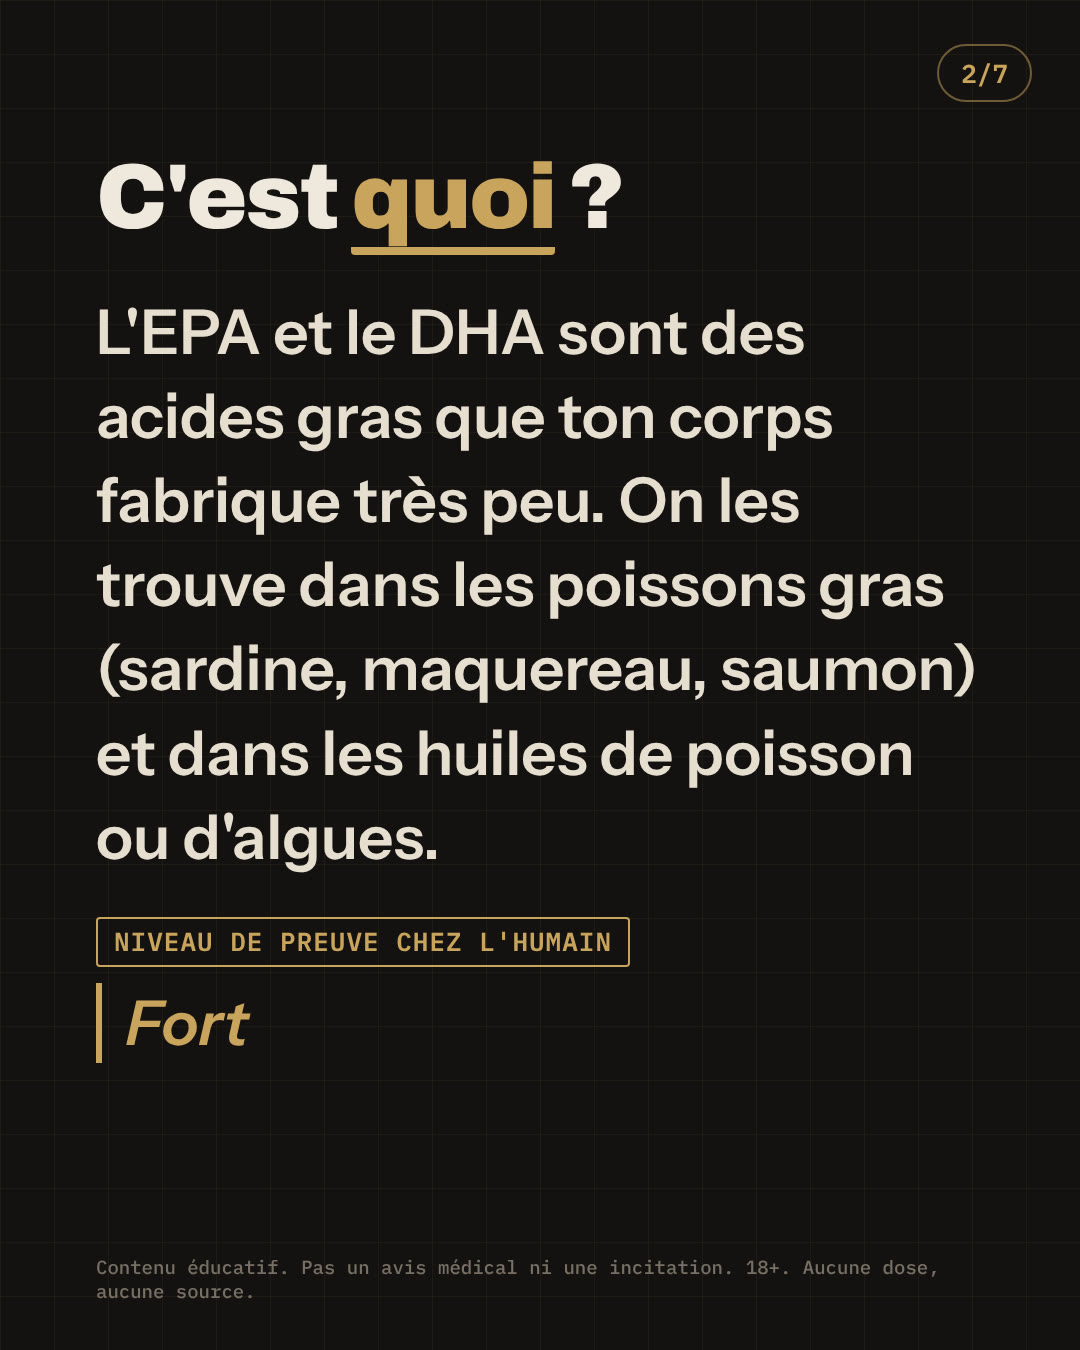 2/7
C'est quoi ?
L'EPA et le DHA sont des
acides gras que ton corps
fabrique très peu. On les
trouve dans les poissons gras
(sardine, maquereau, saumon)
et dans les huiles de poisson
ou d'algues.
NIVEAU DE PREUVE CHEZ L'HUMAIN
Fort
Contenu éducatif. Pas un avis médical ni une incitation. 18+. Aucune dose,
aucune source.